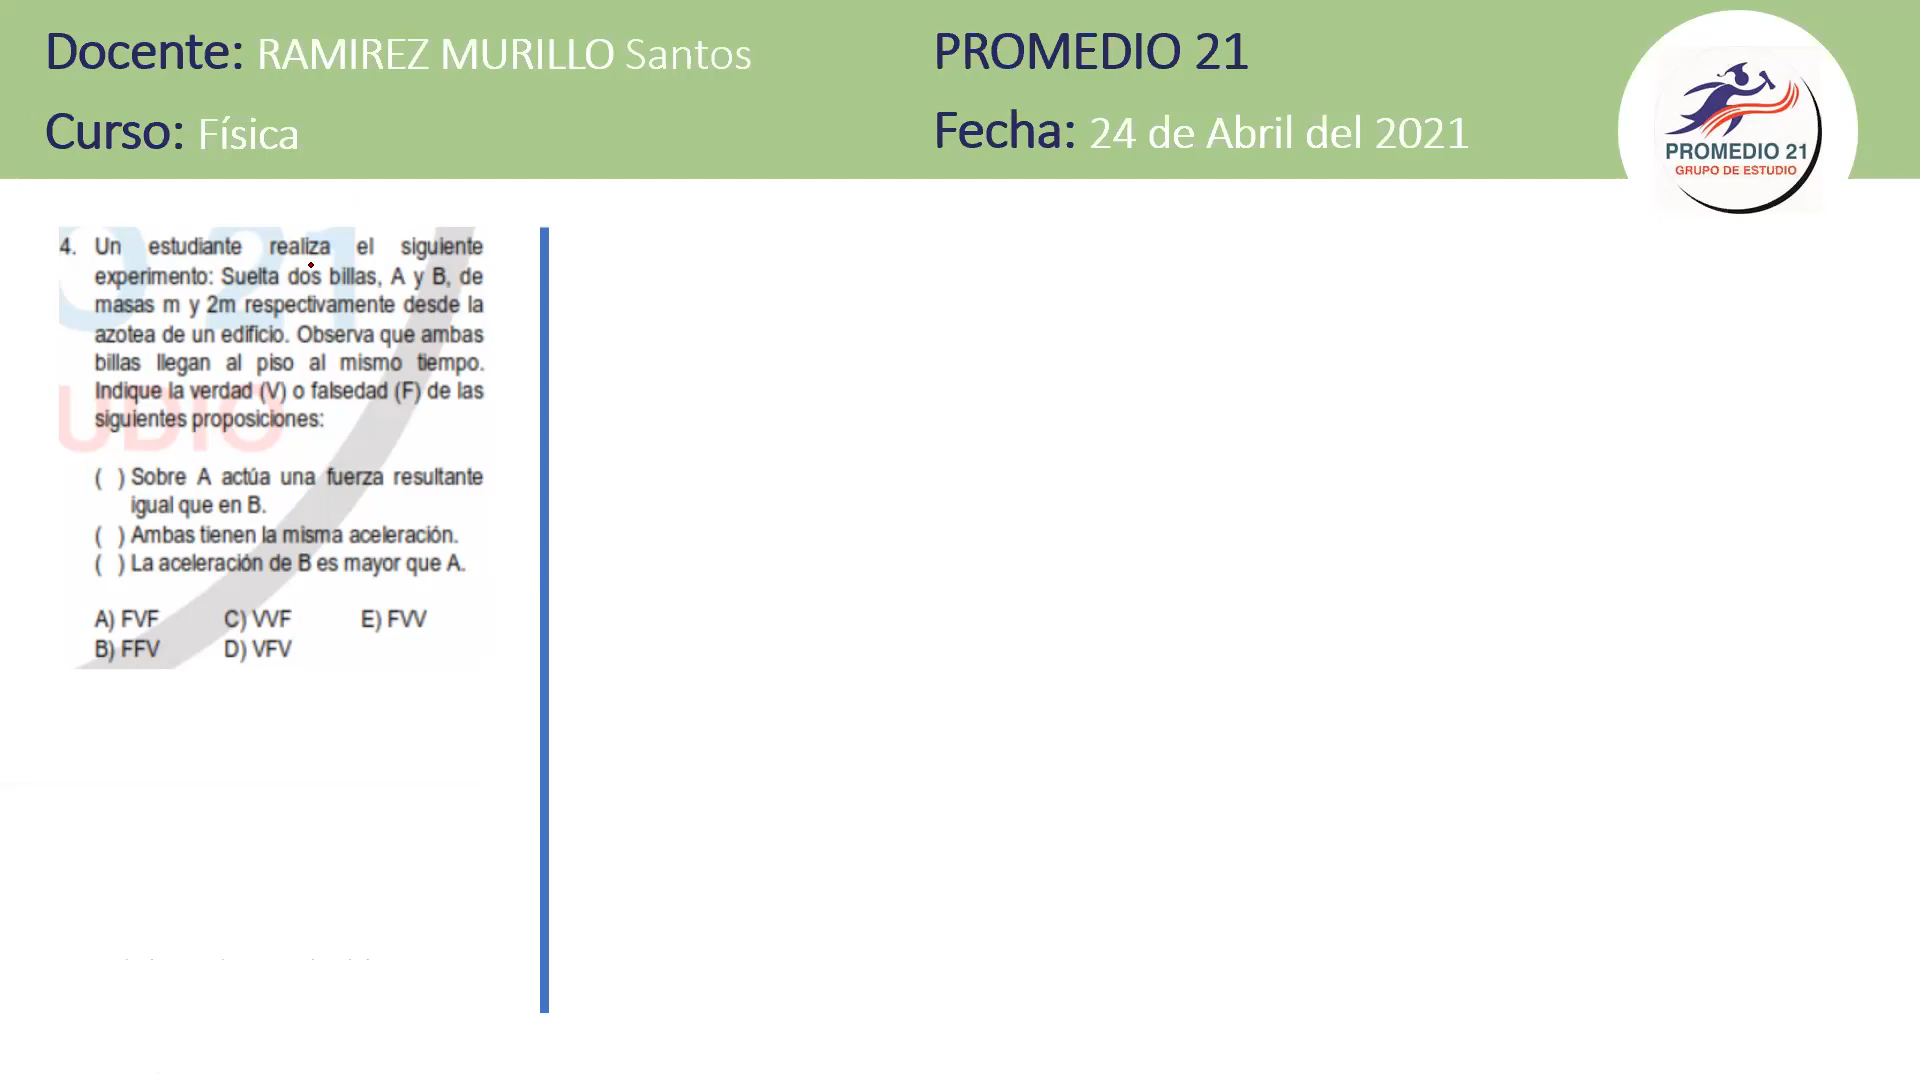 Docente: RAMIREZ MURILLO Santos
PROMEDIO 21
Curso: Física
Fecha: 24 de Abril del 2021
PROMEDIO 21
GRUPO DE ESTUDIO
4. Un estudiante realiza el siguiente
experimento: Suelta dos billas, A y B, de
masas m y 2m respectivamente desde la
azotea de un edificio. Observa que ambas
billas llegan al piso al mismo tiempo.
Indique la verdad (V) o falsedad (F) de las
siguientes proposiciones:
( ) Sobre A actúa una fuerza resultante
igual que en B.
( ) Ambas tienen la misma aceleración.
( ) La aceleración de B es mayor que A.
A) FVF C) VVF E) FVV
B) FFV D) VFV
21
UDIO